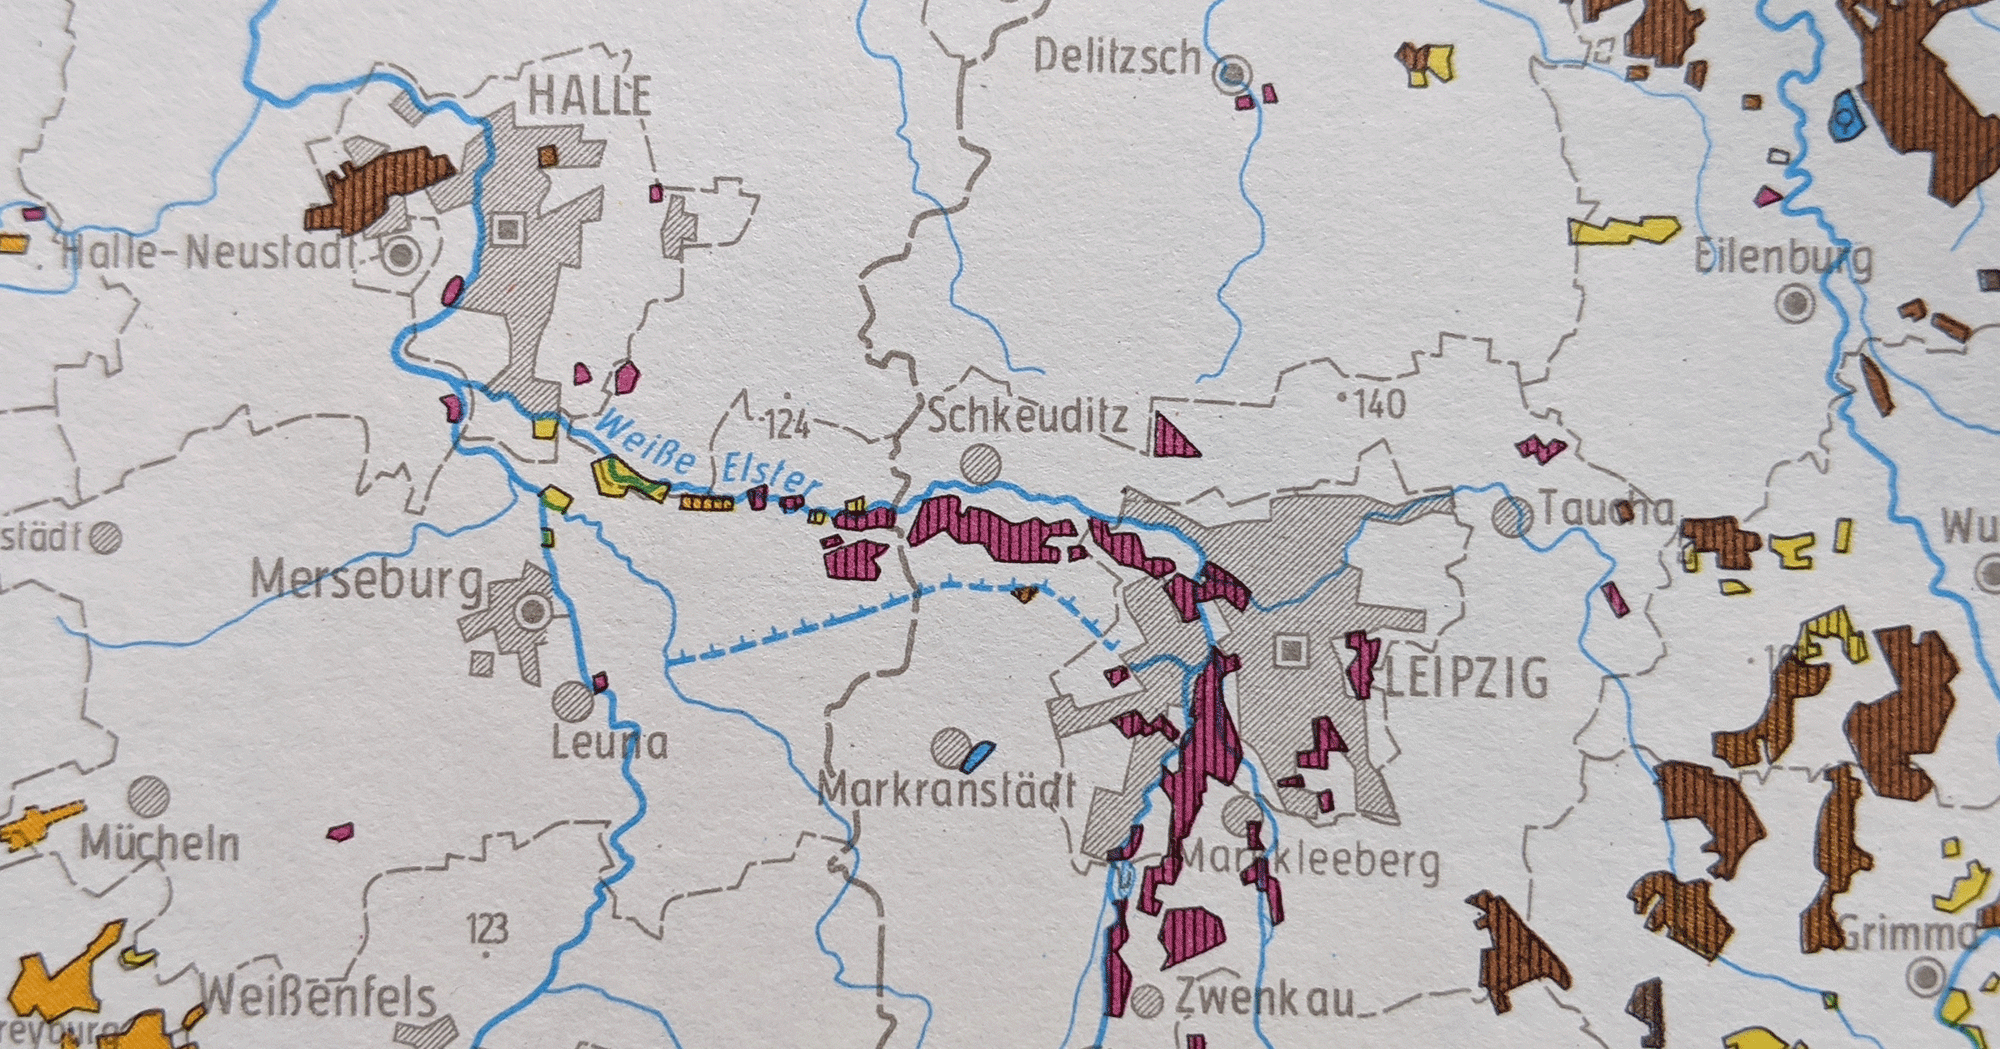 Delitzsch
HALLE
Halle-Neustadt
Eilenburg
Weiße Elster
124
Schkeuditz
140
Taucha
städt
Wu
Merseburg
LEIPZIG
Leuna
Markranstädt
Mücheln
Markkleeberg
123
Grimma
Weißenfels
Zwenkau
reyburg